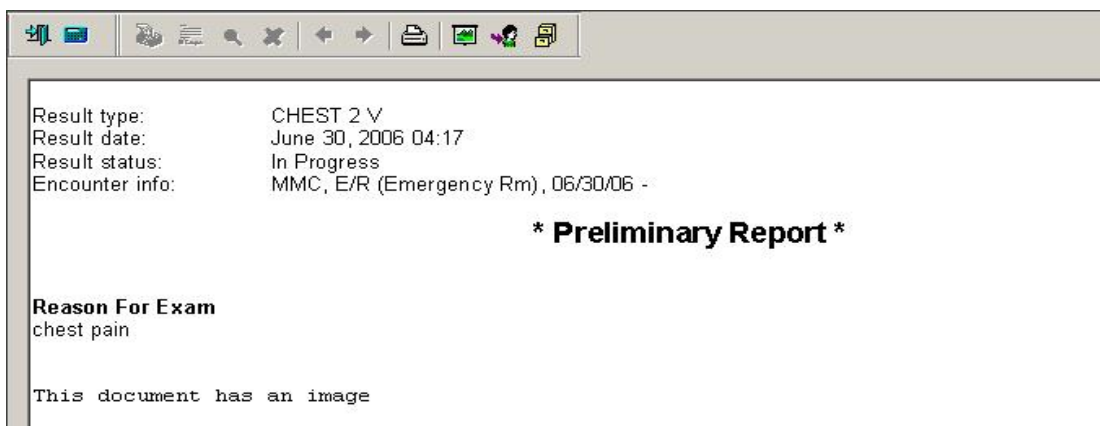 Result type: CHEST 2 V
Result date: June 30, 2006 04:17
Result status: In Progress
Encounter info: MMC, E/R (Emergency Rm), 06/30/06 -
* Preliminary Report *
Reason For Exam
chest pain
This document has an image